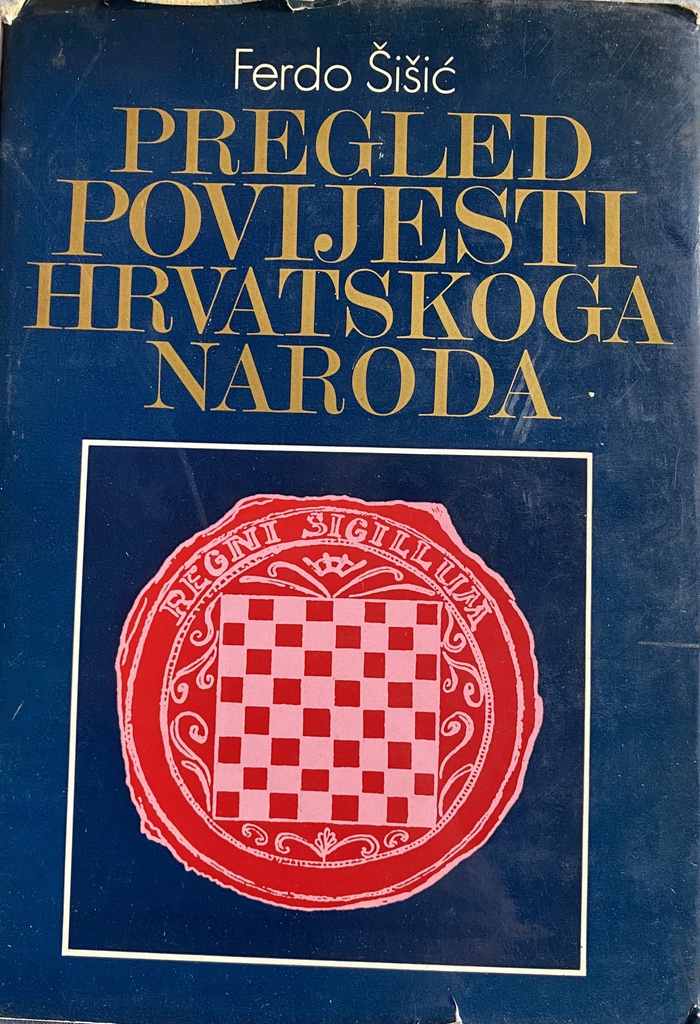 Ferdo Šišić
PREGLED
POVIJESTI
HRVATSKOGA
NARODA
REGNI SIGILLUM